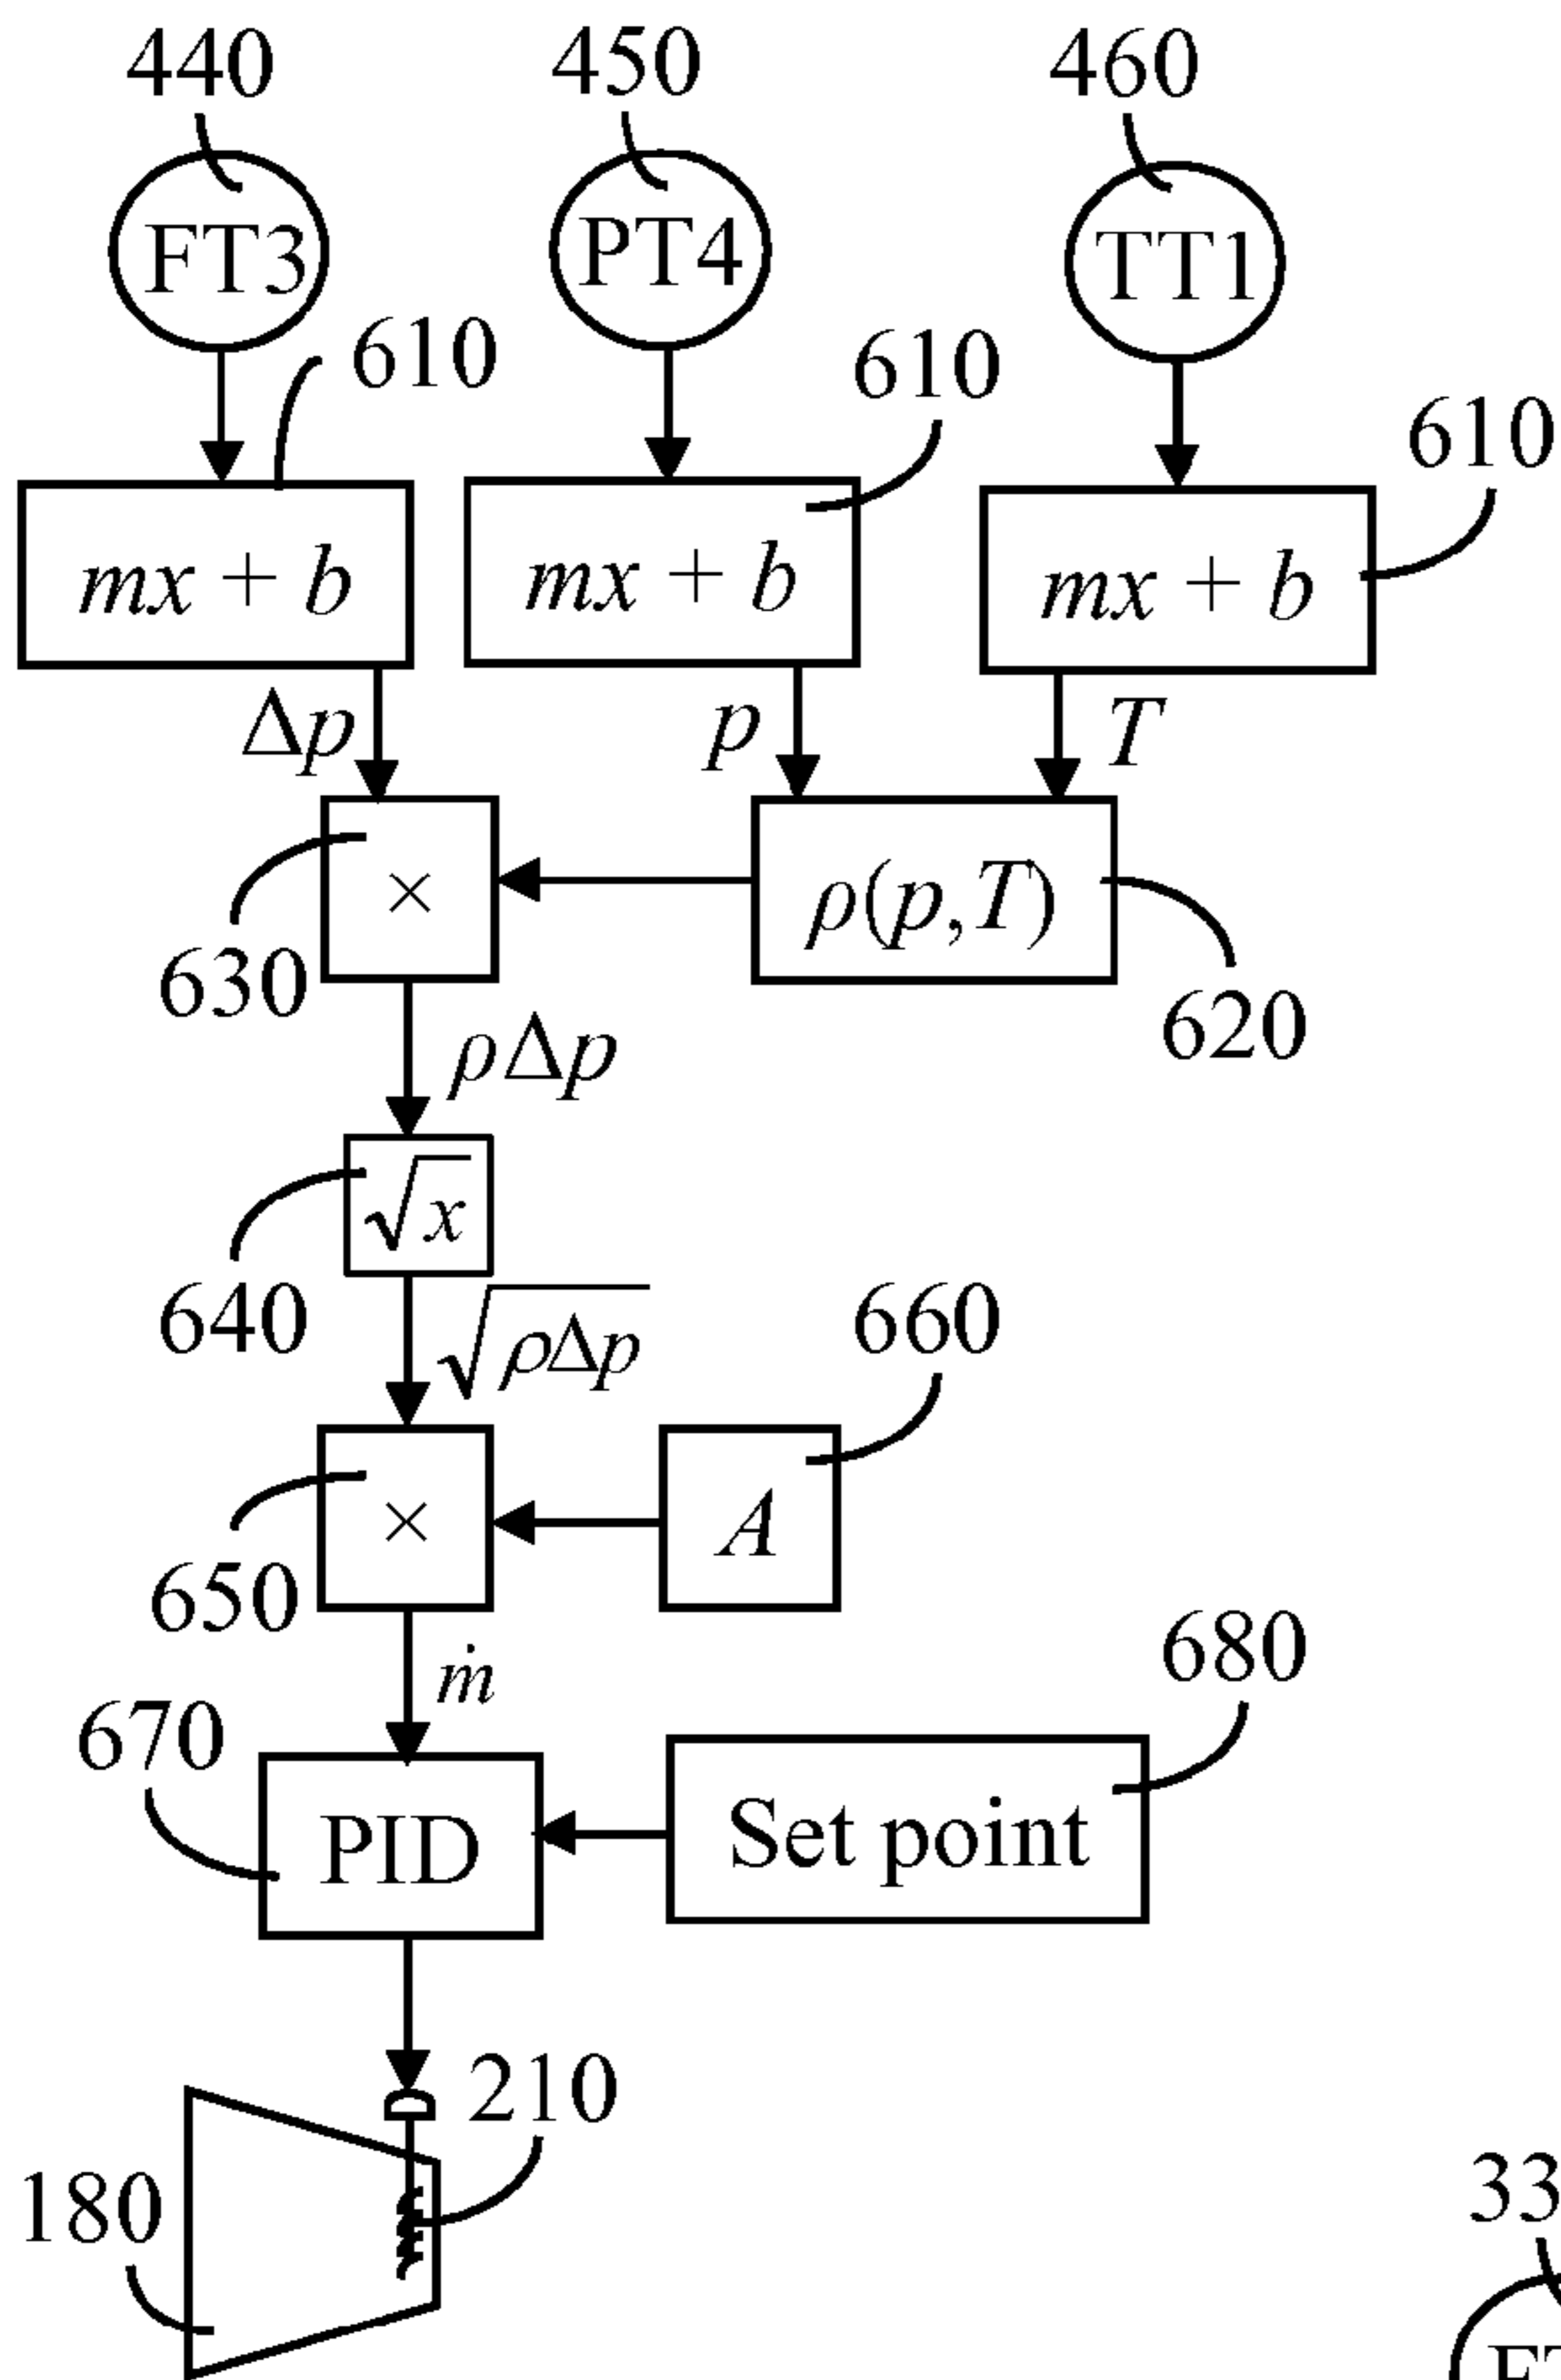 440 450 460
FT3 PT4 TT1
610 610 610
mx + b mx + b mx + b
Δp p T
× ρ(p,T)
630 620
ρΔp
√x
640 660
√ρΔp
× A
650 680
ṁ
670
PID Set point
210
180
33